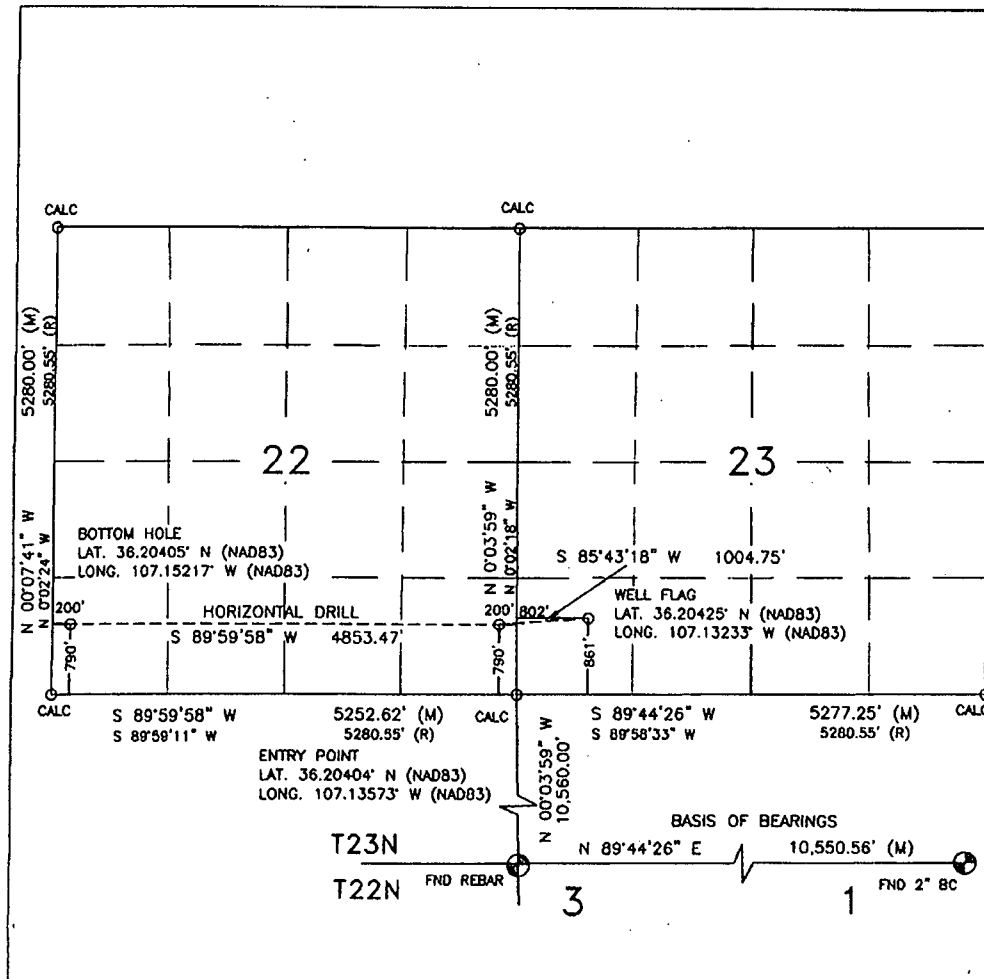 CALC
CALC
5280.00' (M)
5280.55' (R)
5280.00' (M)
5280.55' (R)
22
23
N 00°07'41" W
N 0°02'24" W
N 0°03'59" W
N 0°02'18" W
BOTTOM HOLE
LAT. 36.20405° N (NAD83)
LONG. 107.15217° W (NAD83)
S 85°43'18" W 1004.75'
WELL FLAG
LAT. 36.20425° N (NAD83)
LONG. 107.13233° W (NAD83)
200'
HORIZONTAL DRILL
200'
802'
S 89°59'58" W 4853.47'
790'
790'
861'
CALC
CALC
CALC
S 89°59'58" W 5252.62' (M)
S 89°59'11" W 5280.55' (R)
S 89°44'26" W 5277.25' (M)
S 89°58'33" W 5280.55' (R)
ENTRY POINT
LAT. 36.20404° N (NAD83)
LONG. 107.13573° W (NAD83)
N 00°03'59" W
10,560.00'
BASIS OF BEARINGS
N 89°44'26" E 10,550.56' (M)
T23N
T22N
FND REBAR
FND 2" BC
3
1